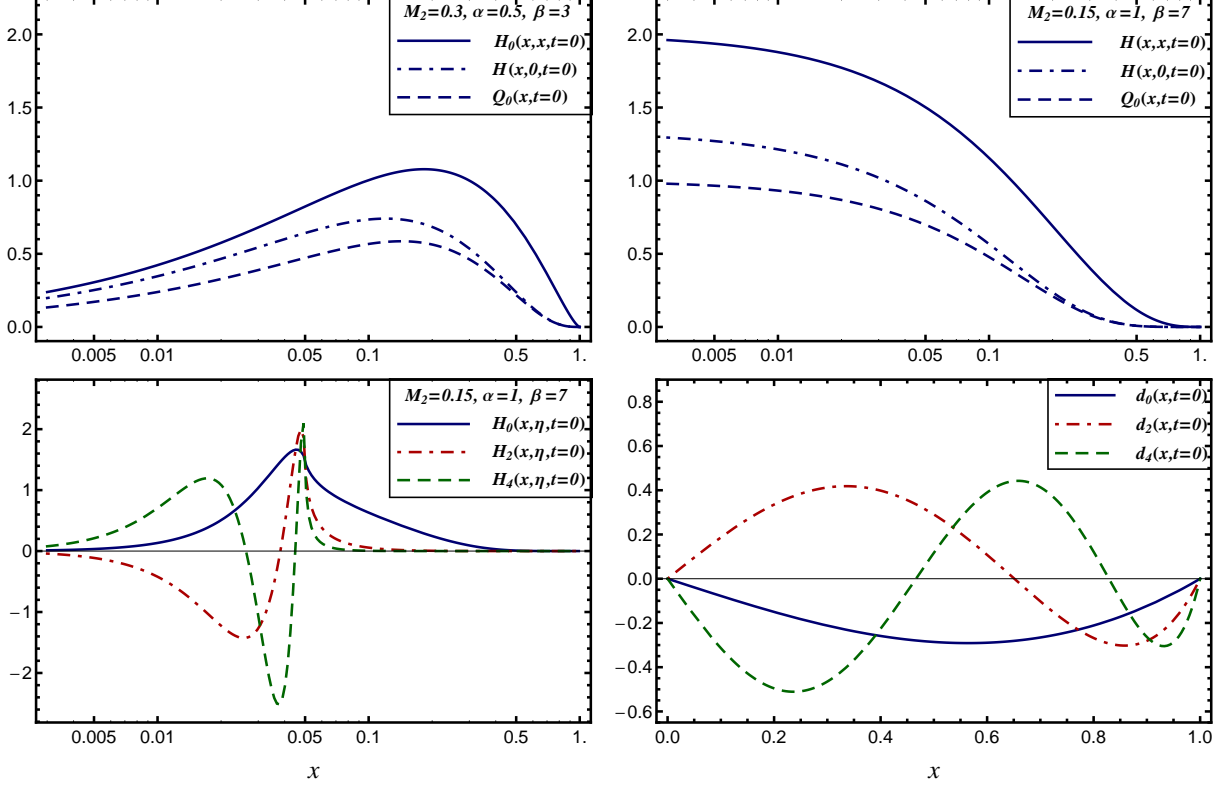 M₂=0.3, α=0.5, β=3
H₀(x,x,t=0)
H(x,0,t=0)
Q₀(x,t=0)
2.0
1.5
1.0
0.5
0.0
0.005 0.01 0.05 0.1 0.5 1.
M₂=0.15, α=1, β=7
H(x,x,t=0)
H(x,0,t=0)
Q₀(x,t=0)
2.0
1.5
1.0
0.5
0.0
0.005 0.01 0.05 0.1 0.5 1.
M₂=0.15, α=1, β=7
H₀(x,η,t=0)
H₂(x,η,t=0)
H₄(x,η,t=0)
2
1
0
−1
−2
0.005 0.01 0.05 0.1 0.5 1.
x
d₀(x,t=0)
d₂(x,t=0)
d₄(x,t=0)
0.8
0.6
0.4
0.2
0.0
−0.2
−0.4
−0.6
0.0 0.2 0.4 0.6 0.8 1.0
x